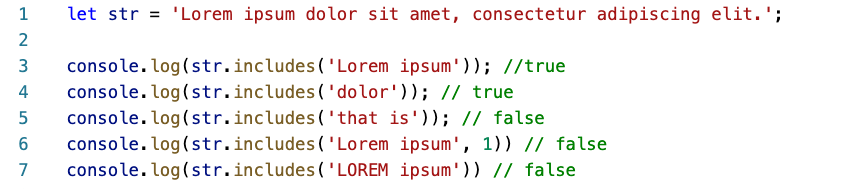 1 let str = 'Lorem ipsum dolor sit amet, consectetur adipiscing elit.';
2
3 console.log(str.includes('Lorem ipsum')); //true
4 console.log(str.includes('dolor')); // true
5 console.log(str.includes('that is')); // false
6 console.log(str.includes('Lorem ipsum', 1)) // false
7 console.log(str.includes('LOREM ipsum')) // false